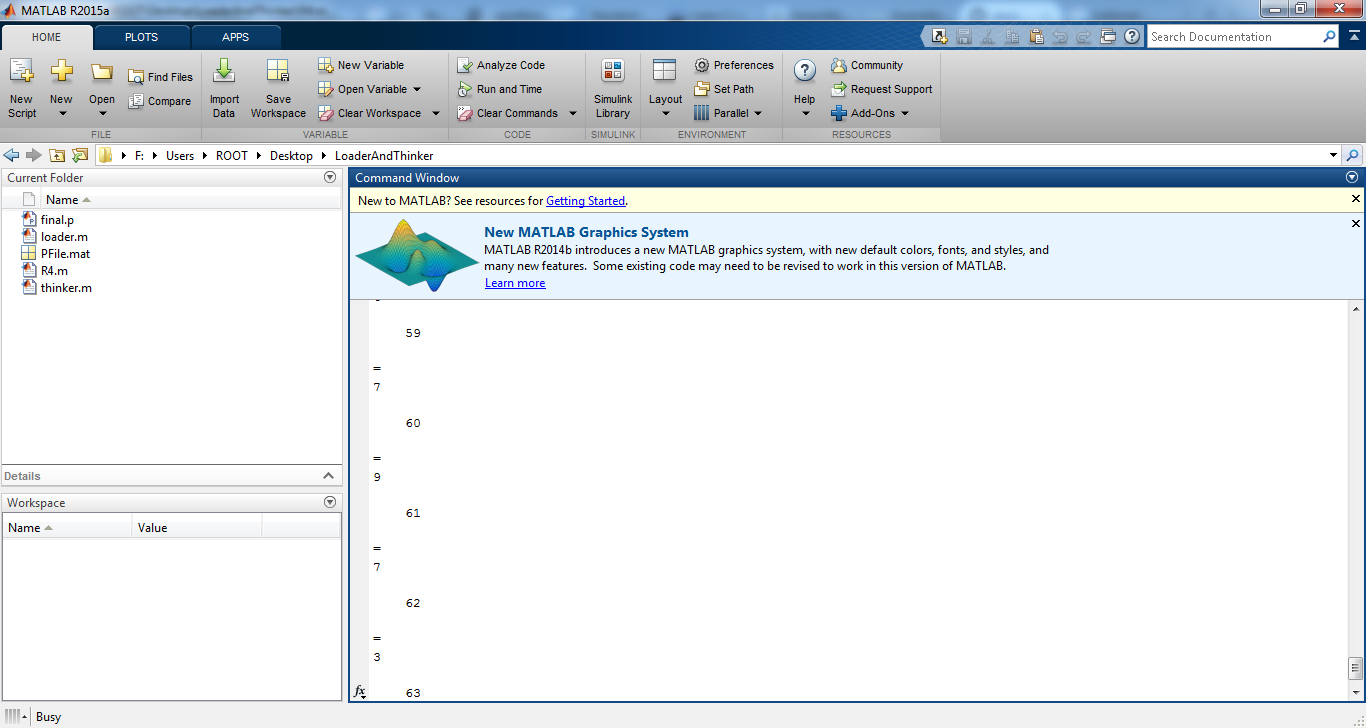 MATLAB R2015a
HOME PLOTS APPS
Search Documentation
New Script
New
Open
Find Files
Compare
Import Data
Save Workspace
New Variable
Open Variable
Clear Workspace
Analyze Code
Run and Time
Clear Commands
Simulink Library
Layout
Preferences
Set Path
Parallel
Help
Community
Request Support
Add-Ons
FILE VARIABLE CODE SIMULINK ENVIRONMENT RESOURCES
F: Users ROOT Desktop LoaderAndThinker
Current Folder
Name
final.p
loader.m
PFile.mat
R4.m
thinker.m
Details
Workspace
Name Value
Command Window
New to MATLAB? See resources for Getting Started.
New MATLAB Graphics System
MATLAB R2014b introduces a new MATLAB graphics system, with new default colors, fonts, and styles, and
many new features. Some existing code may need to be revised to work in this version of MATLAB.
Learn more
59
=
7
60
=
9
61
=
7
62
=
3
fx
63
Busy